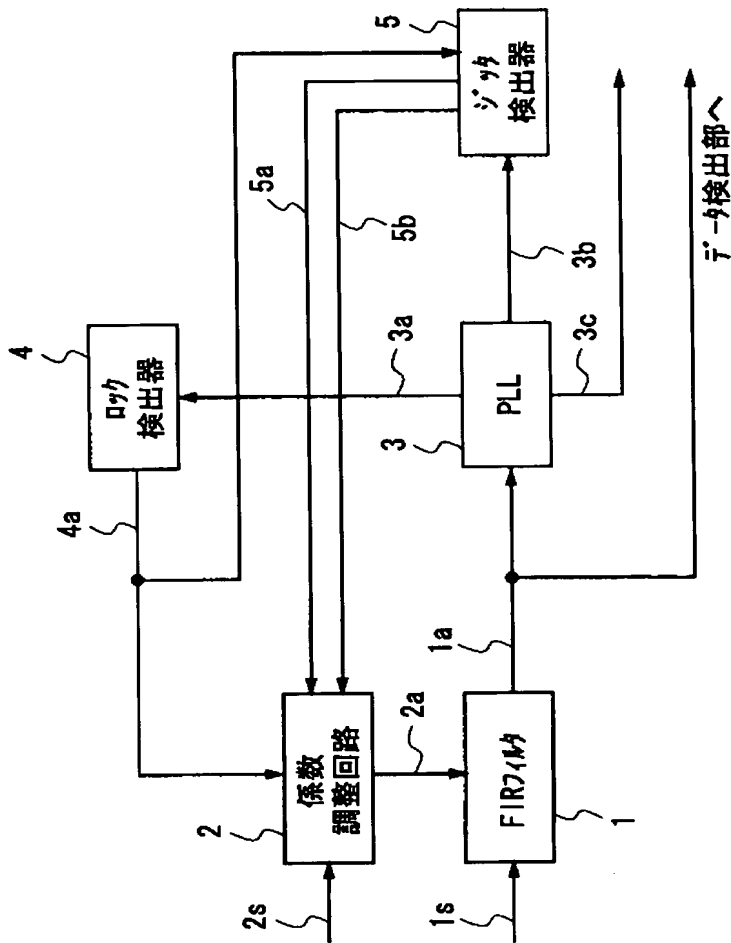 4
ロック
検出器
4a
5
ジッタ
検出器
5a
5b
3a
3b
2
係数
調整回路
2s
2a
3
PLL
3c
1a
FIRフィルタ
1
1s
データ検出部へ